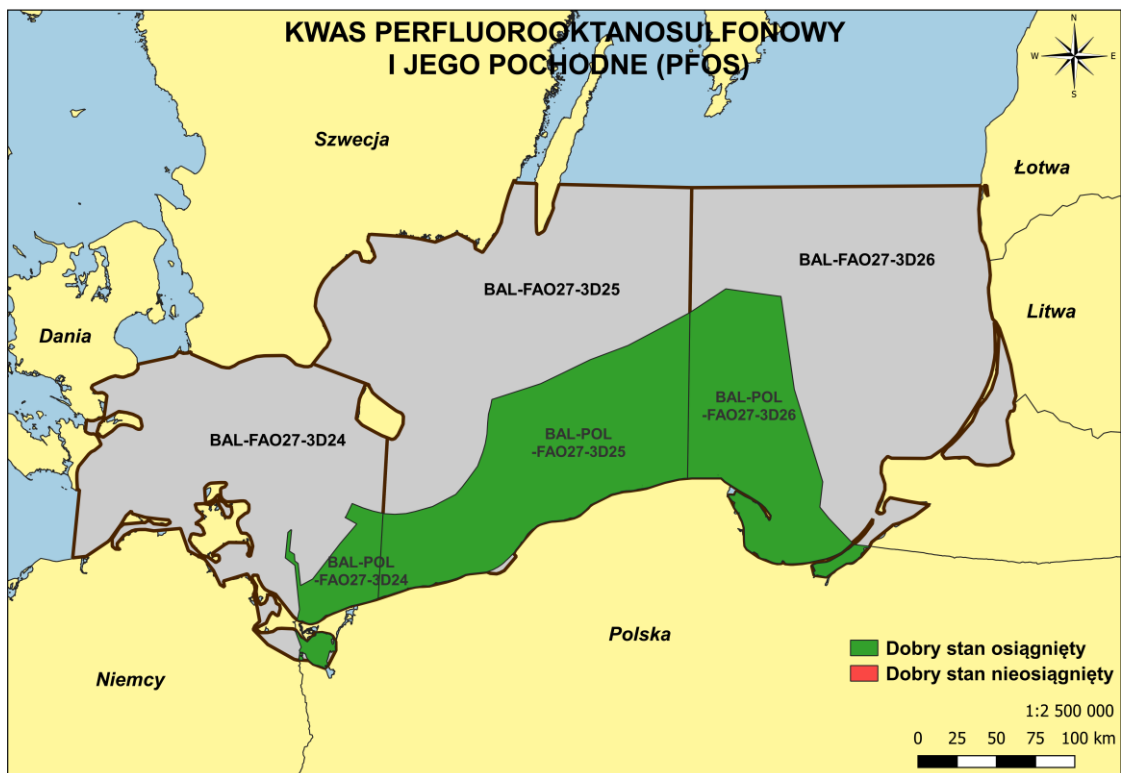 KWAS PERFLUOROOKTANOSULFONOWY
I JEGO POCHODNE (PFOS)
N
W
E
S
Szwecja
Łotwa
BAL-FAO27-3D26
BAL-FAO27-3D25
Litwa
Dania
BAL-POL
-FAO27-3D26
BAL-POL
-FAO27-3D25
BAL-FAO27-3D24
BAL-POL
-FAO27-3D24
Polska
Niemcy
Dobry stan osiągnięty
Dobry stan nieosiągnięty
1:2 500 000
0 25 50 75 100 km